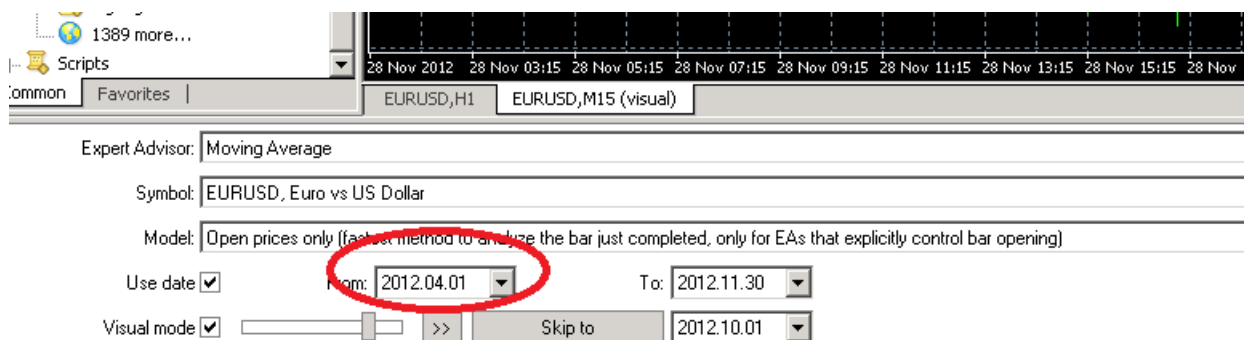 1389 more...
Scripts
28 Nov 2012 28 Nov 03:15 28 Nov 05:15 28 Nov 07:15 28 Nov 09:15 28 Nov 11:15 28 Nov 13:15 28 Nov 15:15 28 Nov
Common Favorites
EURUSD,H1 EURUSD,M15 (visual)
Expert Advisor: Moving Average
Symbol: EURUSD, Euro vs US Dollar
Model: Open prices only (fastest method to analyze the bar just completed, only for EAs that explicitly control bar opening)
Use date From: 2012.04.01 To: 2012.11.30
Visual mode >> Skip to 2012.10.01